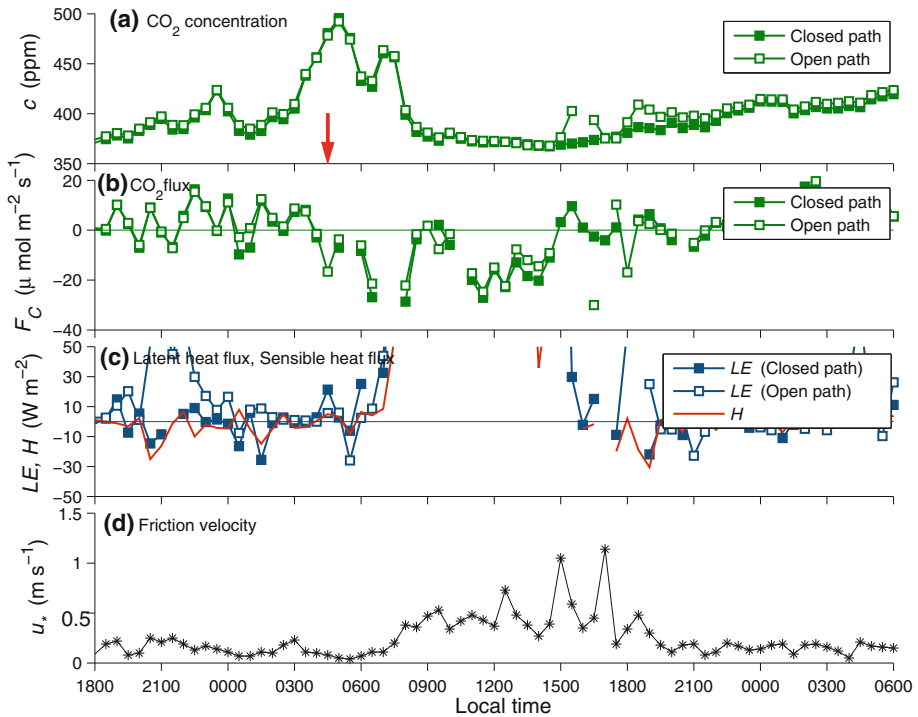 (a) CO2 concentration
500
450
400
350
c (ppm)
Closed path
Open path
(b) CO2 flux
20
0
−20
−40
FC (μ mol m−2 s−1)
Closed path
Open path
(c) Latent heat flux, Sensible heat flux
50
30
10
−10
−30
−50
LE, H (W m−2)
LE (Closed path)
LE (Open path)
H
(d) Friction velocity
1.5
1
0.5
0
u* (m s−1)
1800 2100 0000 0300 0600 0900 1200 1500 1800 2100 0000 0300 0600
Local time